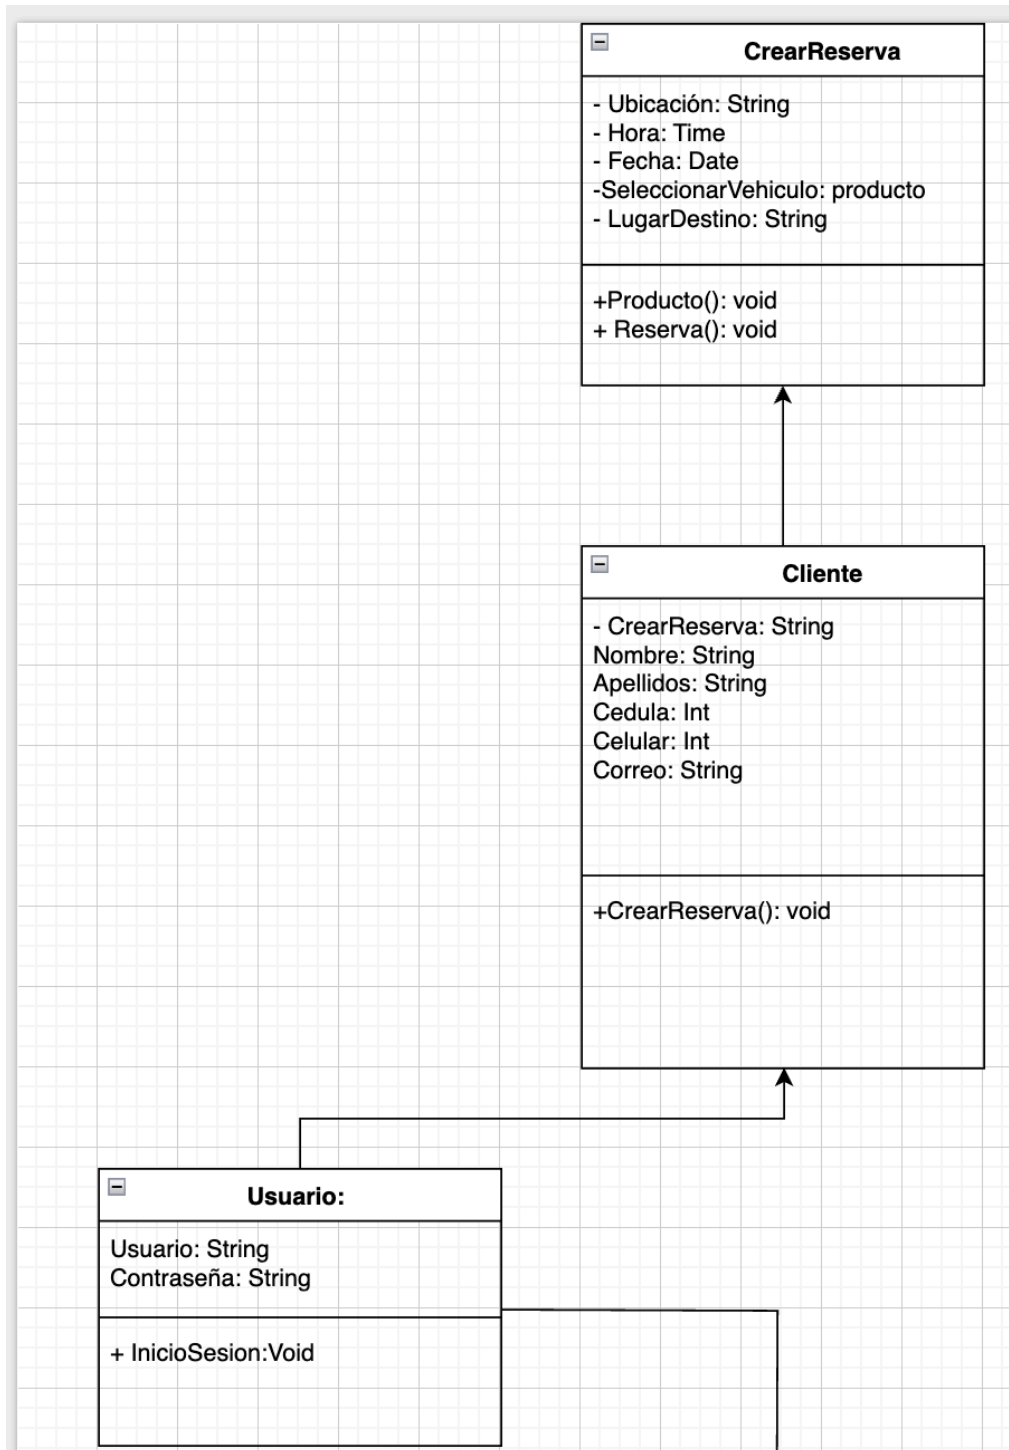 CrearReserva
- Ubicación: String
- Hora: Time
- Fecha: Date
-SeleccionarVehiculo: producto
- LugarDestino: String
+Producto(): void
+ Reserva(): void
Cliente
- CrearReserva: String
Nombre: String
Apellidos: String
Cedula: Int
Celular: Int
Correo: String
+CrearReserva(): void
Usuario:
Usuario: String
Contraseña: String
+ InicioSesion:Void